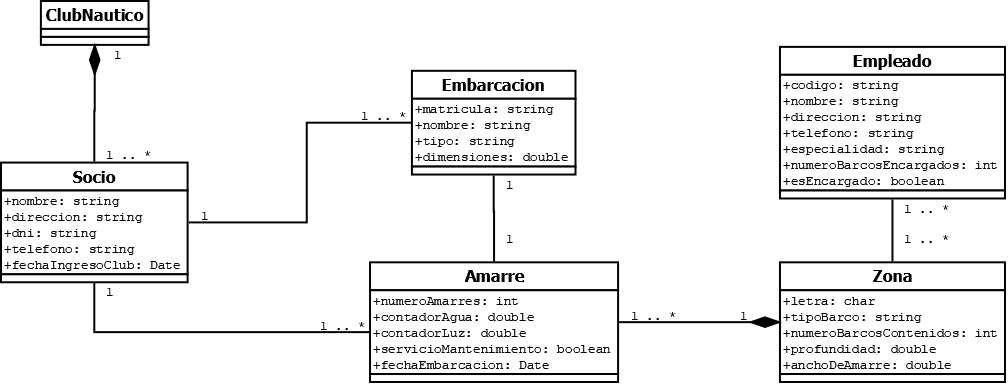 ClubNautico
1
1 .. *
Socio
+nombre: string
+direccion: string
+dni: string
+telefono: string
+fechaIngresoClub: Date
1
1
1 .. *
Embarcacion
+matricula: string
+nombre: string
+tipo: string
+dimensiones: double
1
1
1 .. *
Amarre
+numeroAmarres: int
+contadorAgua: double
+contadorLuz: double
+servicioMantenimiento: boolean
+fechaEmbarcacion: Date
1 .. *
1
Empleado
+codigo: string
+nombre: string
+direccion: string
+telefono: string
+especialidad: string
+numeroBarcosEncargados: int
+esEncargado: boolean
1 .. *
1 .. *
Zona
+letra: char
+tipoBarco: string
+numeroBarcosContenidos: int
+profundidad: double
+anchoDeAmarre: double